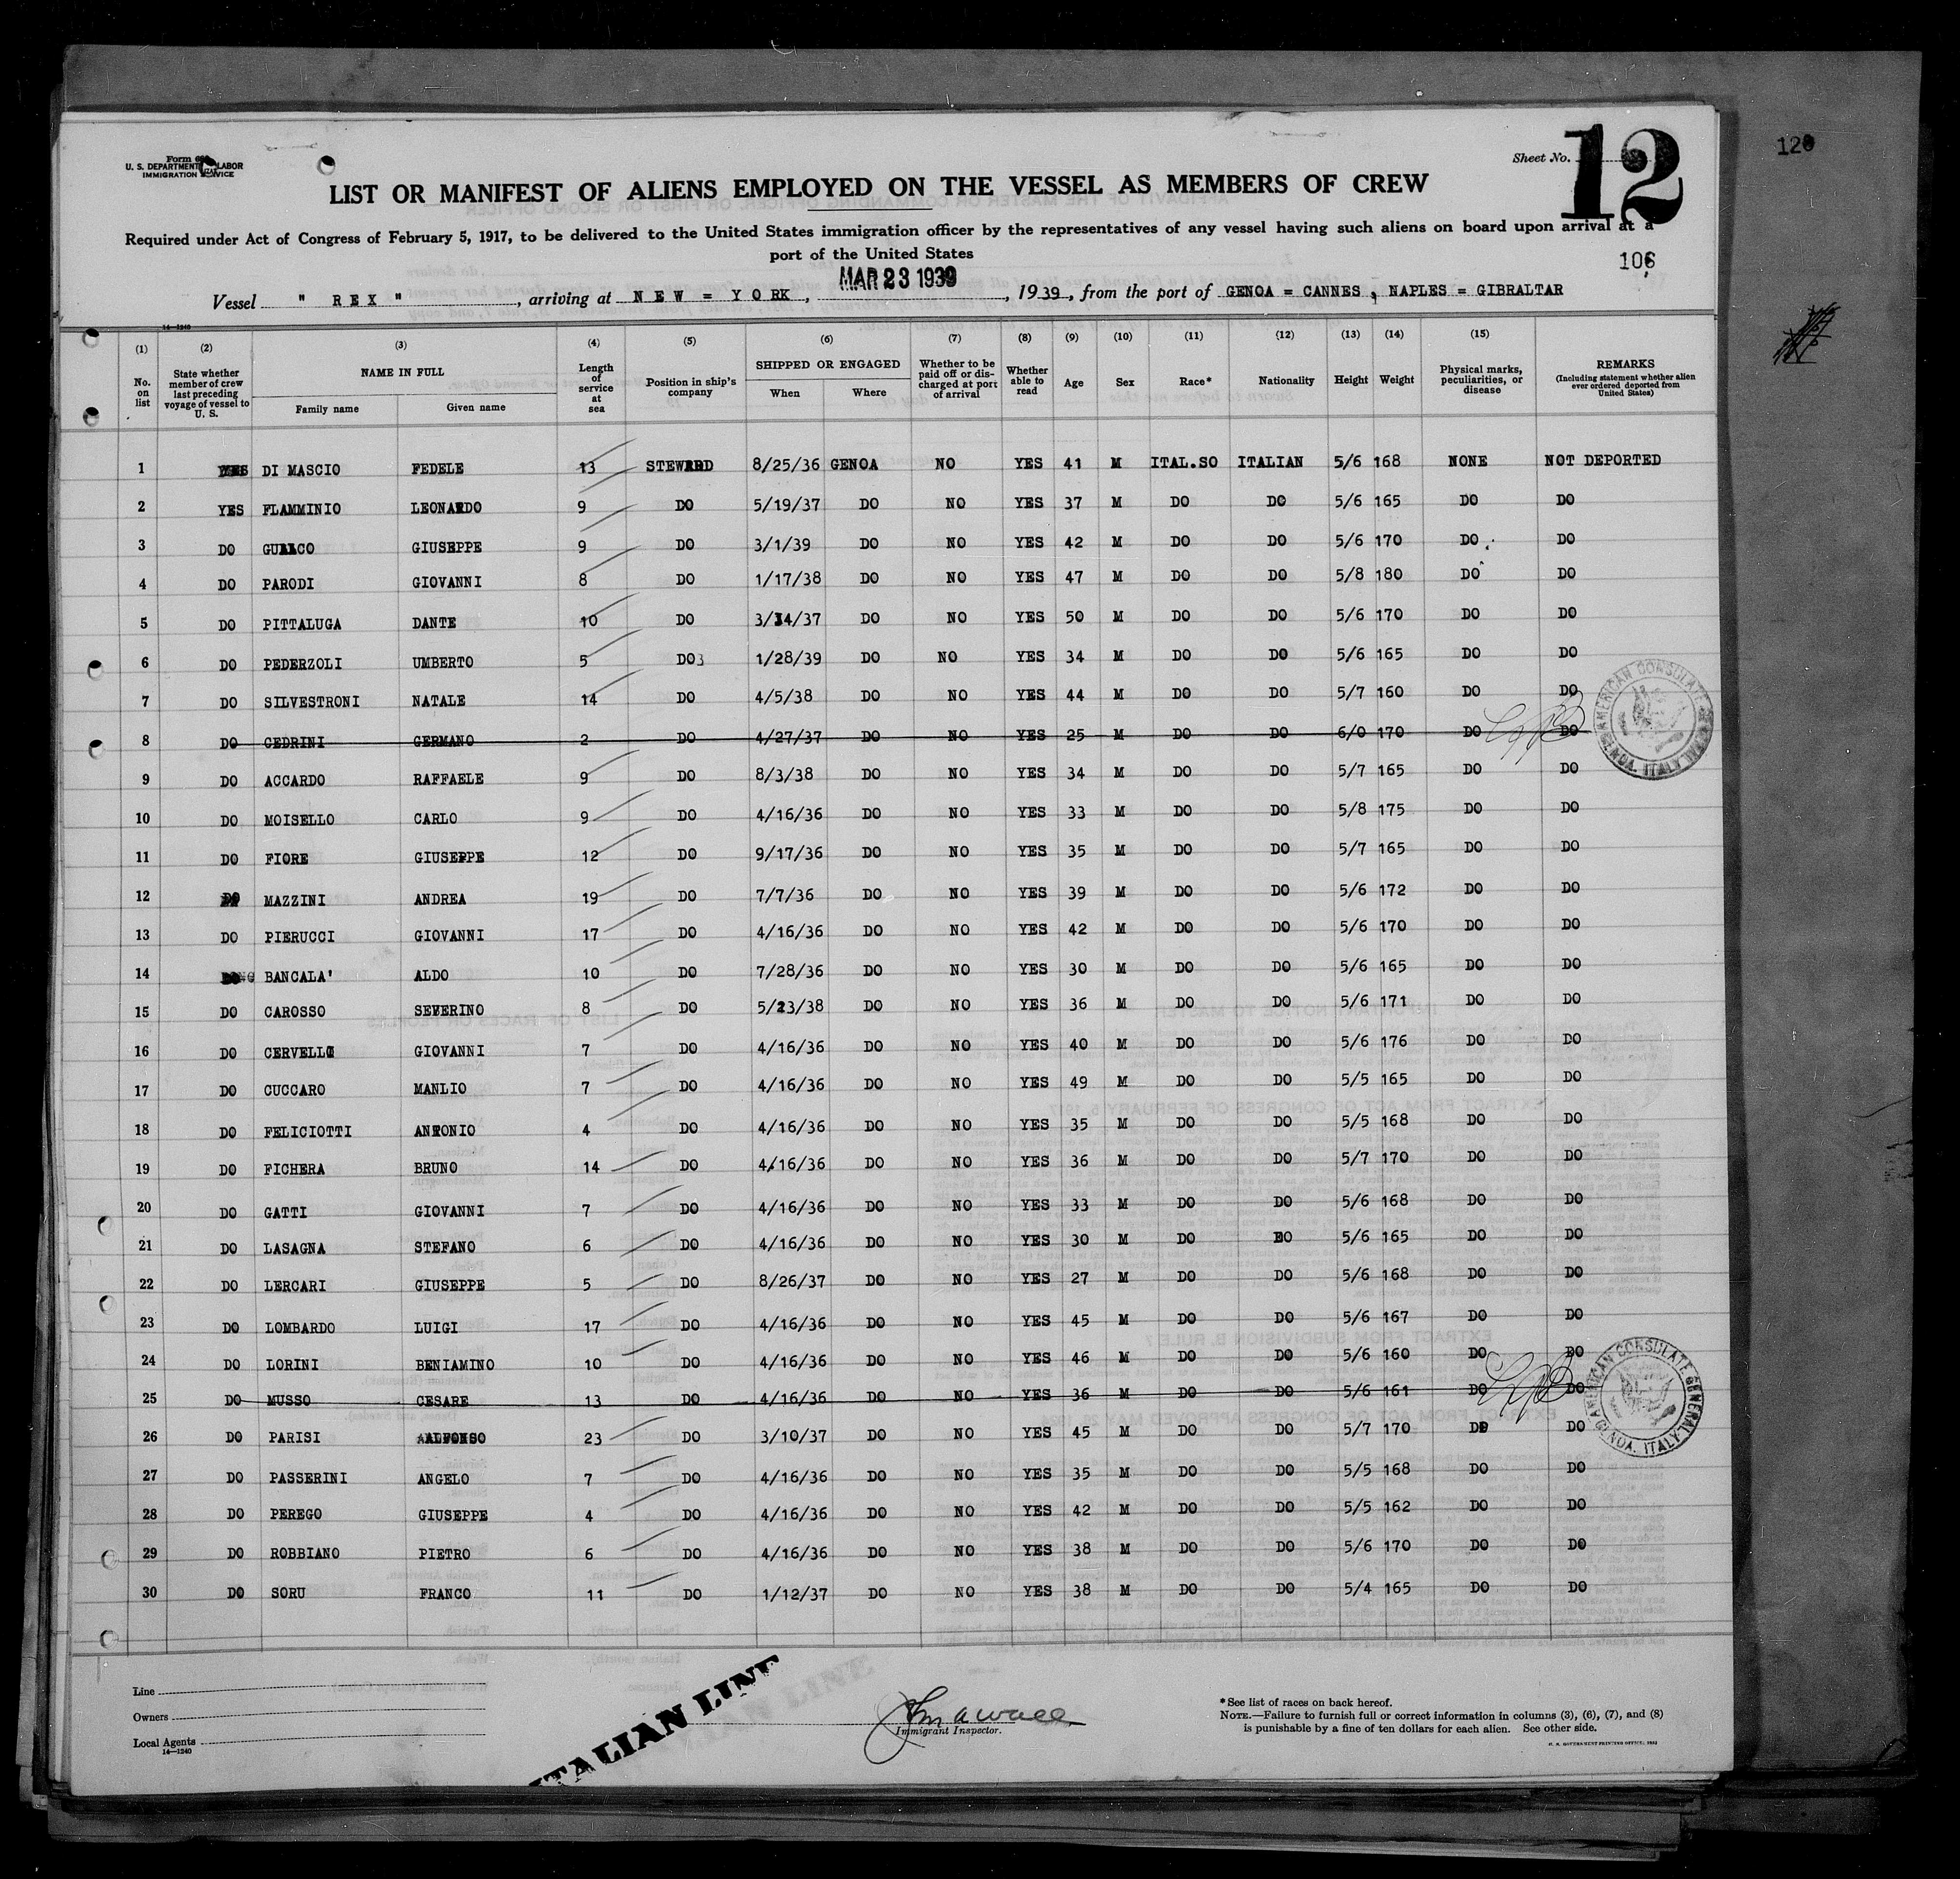 120
Form 680
U. S. DEPARTMENT OF LABOR
IMMIGRATION SERVICE
Sheet No. 12
LIST OR MANIFEST OF ALIENS EMPLOYED ON THE VESSEL AS MEMBERS OF CREW
Required under Act of Congress of February 5, 1917, to be delivered to the United States immigration officer by the representatives of any vessel having such aliens on board upon arrival at a
port of the United States
106
MAR 23 1939
Vessel " REX ", arriving at NEW = YORK, , 1939, from the port of GENOA = CANNES, NAPLES = GIBRALTAR
14—1240
(1) (2) (3) (4) (5) (6) (7) (8) (9) (10) (11) (12) (13) (14) (15)
No. on list
State whether member of crew last preceding voyage of vessel to U. S.
NAME IN FULL
Family name
Given name
Length of service at sea
Position in ship's company
SHIPPED OR ENGAGED
When
Where
Whether to be paid off or discharged at port of arrival
Whether able to read
Age
Sex
Race*
Nationality
Height
Weight
Physical marks, peculiarities, or disease
REMARKS
(Including statement whether alien ever ordered deported from United States)
1 YES DI MASCIO FEDELE 13 STEWARD 8/25/36 GENOA NO YES 41 M ITAL.SO ITALIAN 5/6 168 NONE NOT DEPORTED
2 YES FLAMMINIO LEONARDO 9 DO 5/19/37 DO NO YES 37 M DO DO 5/6 165 DO DO
3 DO GIUSEPPE 9 DO 3/1/39 DO NO YES 42 M DO DO 5/6 170 DO DO
4 DO PARODI GIOVANNI 8 DO 1/17/38 DO NO YES 47 M DO DO 5/8 180 DO DO
5 DO PITTALUGA DANTE 10 DO 3/14/37 DO NO YES 50 M DO DO 5/6 170 DO DO
6 DO PEDERZOLI UMBERTO 5 DO 1/28/39 DO NO YES 34 M DO DO 5/6 165 DO DO
7 DO SILVESTRONI NATALE 14 DO 4/5/38 DO NO YES 44 M DO DO 5/7 160 DO DO
8 DO CEDRINI GERMANO 2 DO 4/27/37 DO NO YES 25 M DO DO 6/0 170 DO DO
AMERICAN CONSULATE GENERAL GENOA. ITALY
9 DO ACCARDO RAFFAELE 9 DO 8/3/38 DO NO YES 34 M DO DO 5/7 165 DO DO
10 DO MOISELLO CARLO 9 DO 4/16/36 DO NO YES 33 M DO DO 5/8 175 DO DO
11 DO FIORE GIUSEPPE 12 DO 9/17/36 DO NO YES 35 M DO DO 5/7 165 DO DO
12 DO MAZZINI ANDREA 19 DO 7/7/36 DO NO YES 39 M DO DO 5/6 172 DO DO
13 DO PIERUCCI GIOVANNI 17 DO 4/16/36 DO NO YES 42 M DO DO 5/6 170 DO DO
14 BANCALA' ALDO 10 DO 7/28/36 DO NO YES 30 M DO DO 5/6 165 DO DO
15 DO CAROSSO SEVERINO 8 DO 5/23/38 DO NO YES 36 M DO DO 5/6 171 DO DO
16 DO GIOVANNI 7 DO 4/16/36 DO NO YES 40 M DO DO 5/6 176 DO DO
17 DO CUCCARO MANLIO 7 DO 4/16/36 DO NO YES 49 M DO DO 5/5 165 DO DO
18 DO FELICIOTTI ANTONIO 4 DO 4/16/36 DO NO YES 35 M DO DO 5/5 168 DO DO
19 DO FICHERA BRUNO 14 DO 4/16/36 DO NO YES 36 M DO DO 5/7 170 DO DO
20 DO GATTI GIOVANNI 7 DO 4/16/36 DO NO YES 33 M DO DO 5/6 168 DO DO
21 DO LASAGNA STEFANO 6 DO 4/16/36 DO NO YES 30 M DO DO 5/6 165 DO DO
22 DO LERCARI GIUSEPPE 5 DO 8/26/37 DO NO YES 27 M DO DO 5/6 168 DO DO
23 DO LOMBARDO LUIGI 17 DO 4/16/36 DO NO YES 45 M DO DO 5/6 167 DO DO
24 DO LORINI BENIAMINO 10 DO 4/16/36 DO NO YES 46 M DO DO 5/6 160 DO DO
25 DO MUSSO CESARE 13 DO 4/16/36 DO NO YES 36 M DO DO 5/6 161 DO DO
AMERICAN CONSULATE GENERAL GENOA. ITALY
26 DO PARISI ALFONSO 23 DO 3/10/37 DO NO YES 45 M DO DO 5/7 170 DO DO
27 DO PASSERINI ANGELO 7 DO 4/16/36 DO NO YES 35 M DO DO 5/5 168 DO DO
28 DO PEREGO GIUSEPPE 4 DO 4/16/36 DO NO YES 42 M DO DO 5/5 162 DO DO
29 DO ROBBIANO PIETRO 6 DO 4/16/36 DO NO YES 38 M DO DO 5/6 170 DO DO
30 DO SORU FRANCO 11 DO 1/12/37 DO NO YES 38 M DO DO 5/4 165 DO DO
Line
Owners
Local Agents
14—1240
ITALIAN LINE
Immigrant Inspector.
*See list of races on back hereof.
NOTE.—Failure to furnish full or correct information in columns (3), (6), (7), and (8)
is punishable by a fine of ten dollars for each alien. See other side.
U. S. GOVERNMENT PRINTING OFFICE: 1932